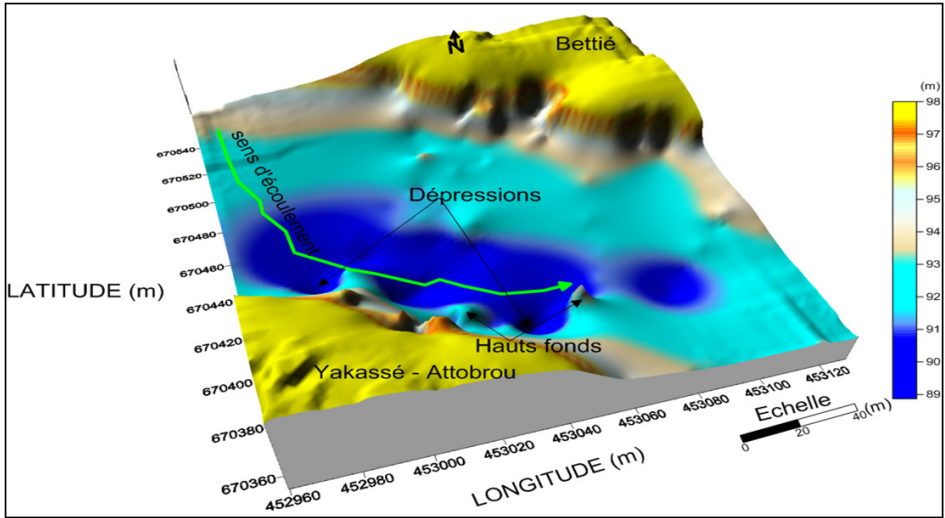 N
Bettié
(m)
98
97
96
95
94
93
92
91
90
89
sens d'écoulement
Dépressions
670540
670520
670500
670480
670460
670440
670420
670400
670380
670360
LATITUDE (m)
Hauts fonds
Yakassé - Attobrou
452960
452980
453000
453020
453040
453060
453080
453100
453120
LONGITUDE (m)
Echelle
0
20
40
(m)